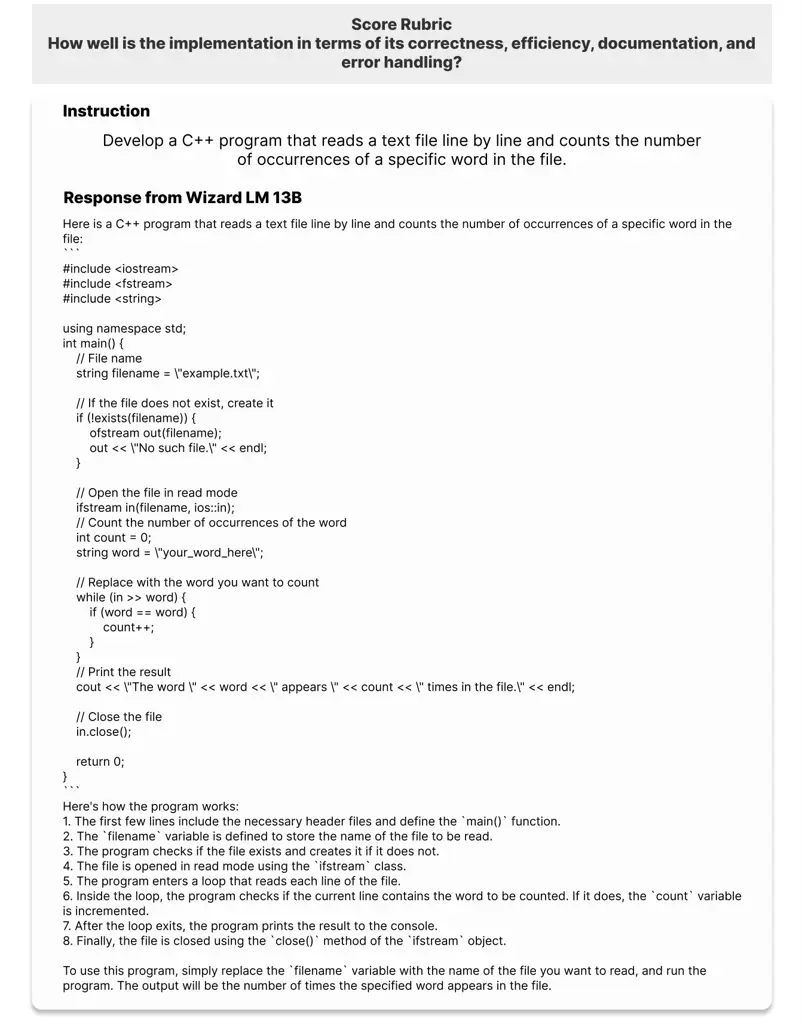 Score Rubric
How well is the implementation in terms of its correctness, efficiency, documentation, and
error handling?
Instruction
Develop a C++ program that reads a text file line by line and counts the number
of occurrences of a specific word in the file.
Response from Wizard LM 13B
Here is a C++ program that reads a text file line by line and counts the number of occurrences of a specific word in the
file:
```
#include <iostream>
#include <fstream>
#include <string>
using namespace std;
int main() {
// File name
string filename = \"example.txt\";
// If the file does not exist, create it
if (!exists(filename)) {
ofstream out(filename);
out << \"No such file.\" << endl;
}
// Open the file in read mode
ifstream in(filename, ios::in);
// Count the number of occurrences of the word
int count = 0;
string word = \"your_word_here\";
// Replace with the word you want to count
while (in >> word) {
if (word == word) {
count++;
}
}
// Print the result
cout << \"The word \" << word << \" appears \" << count << \" times in the file.\" << endl;
// Close the file
in.close();
return 0;
}
```
Here's how the program works:
1. The first few lines include the necessary header files and define the `main()` function.
2. The `filename` variable is defined to store the name of the file to be read.
3. The program checks if the file exists and creates it if it does not.
4. The file is opened in read mode using the `ifstream` class.
5. The program enters a loop that reads each line of the file.
6. Inside the loop, the program checks if the current line contains the word to be counted. If it does, the `count` variable
is incremented.
7. After the loop exits, the program prints the result to the console.
8. Finally, the file is closed using the `close()` method of the `ifstream` object.
To use this program, simply replace the `filename` variable with the name of the file you want to read, and run the
program. The output will be the number of times the specified word appears in the file.